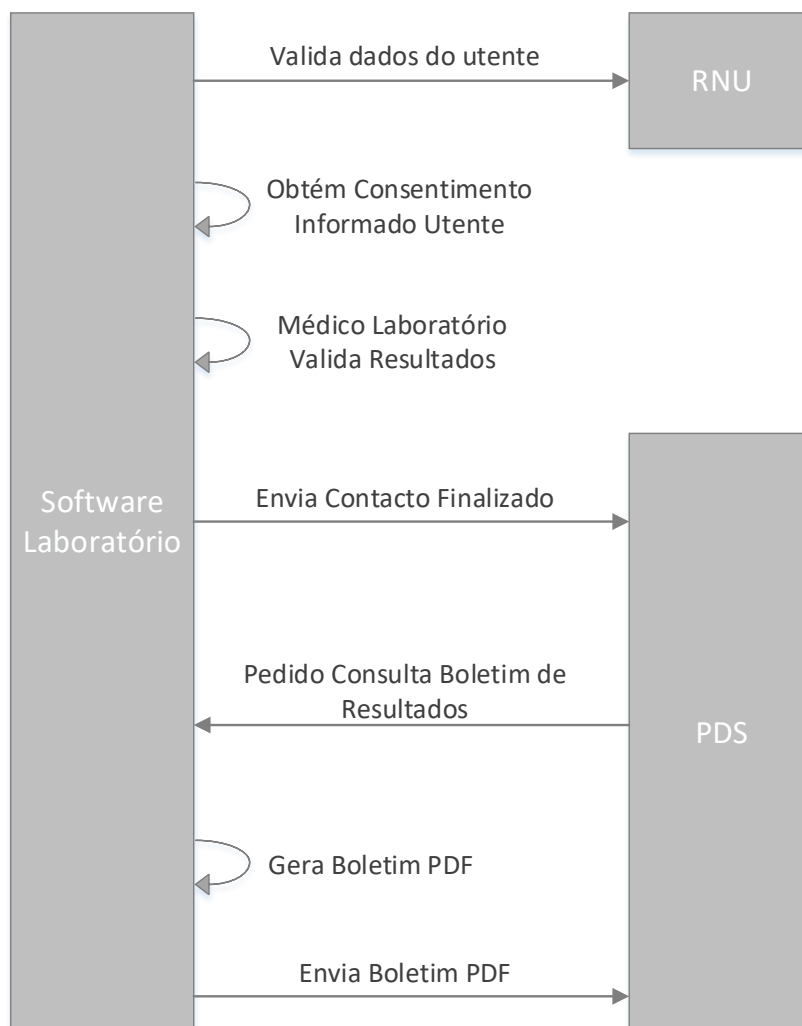 Valida dados do utente
RNU
Obtém Consentimento
Informado Utente
Médico Laboratório
Valida Resultados
Software
Laboratório
Envia Contacto Finalizado
Pedido Consulta Boletim de
Resultados
PDS
Gera Boletim PDF
Envia Boletim PDF